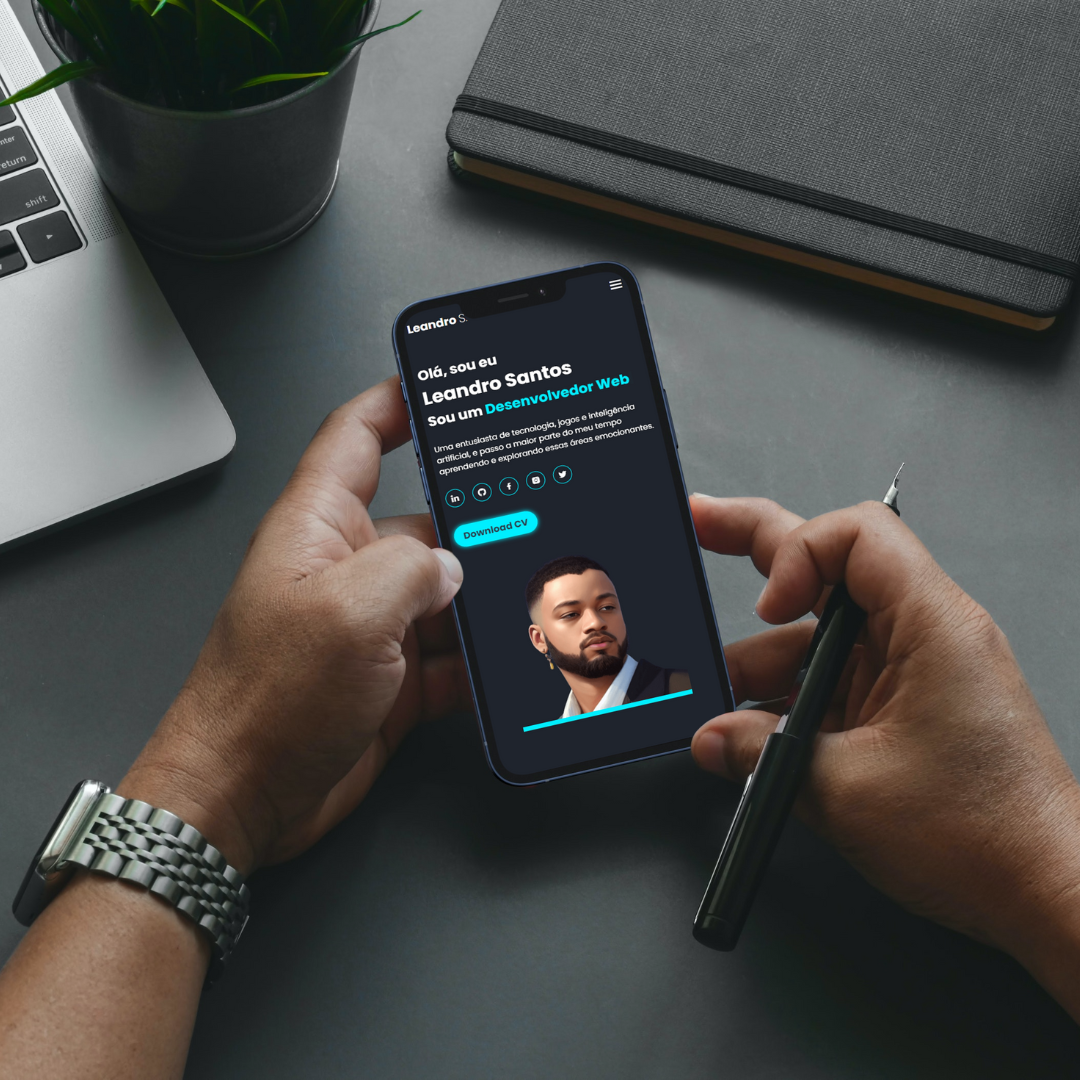 enter
return
shift
Leandro S.
Olá, sou eu
Leandro Santos
Sou um Desenvolvedor Web
Uma entusiasta de tecnologia, jogos e inteligência
artificial, e passo a maior parte do meu tempo
aprendendo e explorando essas áreas emocionantes.
in
f
Download CV